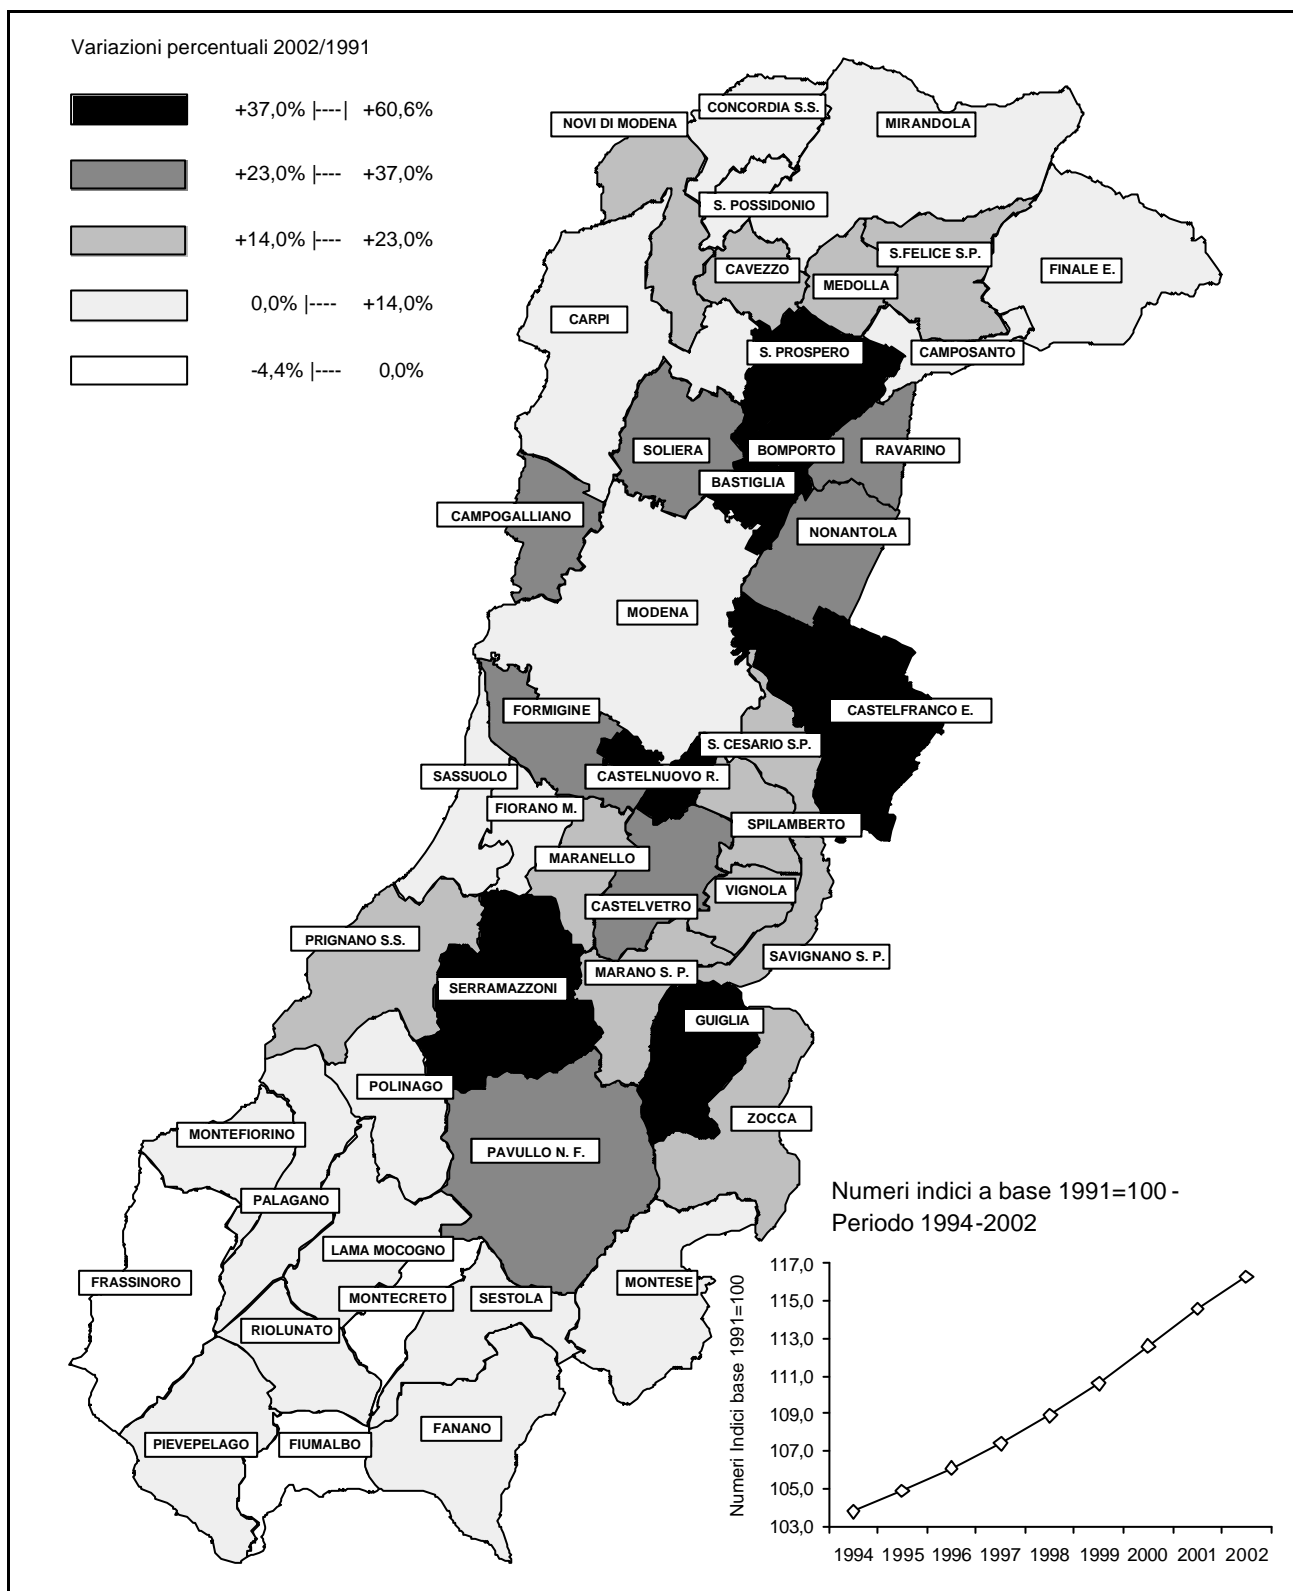 Variazioni percentuali 2002/1991
+37,0% |----| +60,6%
+23,0% |---- +37,0%
+14,0% |---- +23,0%
0,0% |---- +14,0%
-4,4% |---- 0,0%
CONCORDIA S.S.
NOVI DI MODENA
MIRANDOLA
S. POSSIDONIO
S.FELICE S.P.
CAVEZZO
FINALE E.
MEDOLLA
CARPI
S. PROSPERO
CAMPOSANTO
SOLIERA
BOMPORTO
RAVARINO
BASTIGLIA
CAMPOGALLIANO
NONANTOLA
MODENA
FORMIGINE
CASTELFRANCO E.
S. CESARIO S.P.
SASSUOLO
CASTELNUOVO R.
FIORANO M.
SPILAMBERTO
MARANELLO
VIGNOLA
CASTELVETRO
PRIGNANO S.S.
SAVIGNANO S. P.
MARANO S. P.
SERRAMAZZONI
GUIGLIA
POLINAGO
ZOCCA
MONTEFIORINO
PAVULLO N. F.
PALAGANO
LAMA MOCOGNO
FRASSINORO
MONTESE
MONTECRETO
SESTOLA
RIOLUNATO
FANANO
PIEVEPELAGO
FIUMALBO
Numeri indici a base 1991=100 -
Periodo 1994-2002
Numeri Indici base 1991=100
117,0
115,0
113,0
111,0
109,0
107,0
105,0
103,0
1994 1995 1996 1997 1998 1999 2000 2001 2002